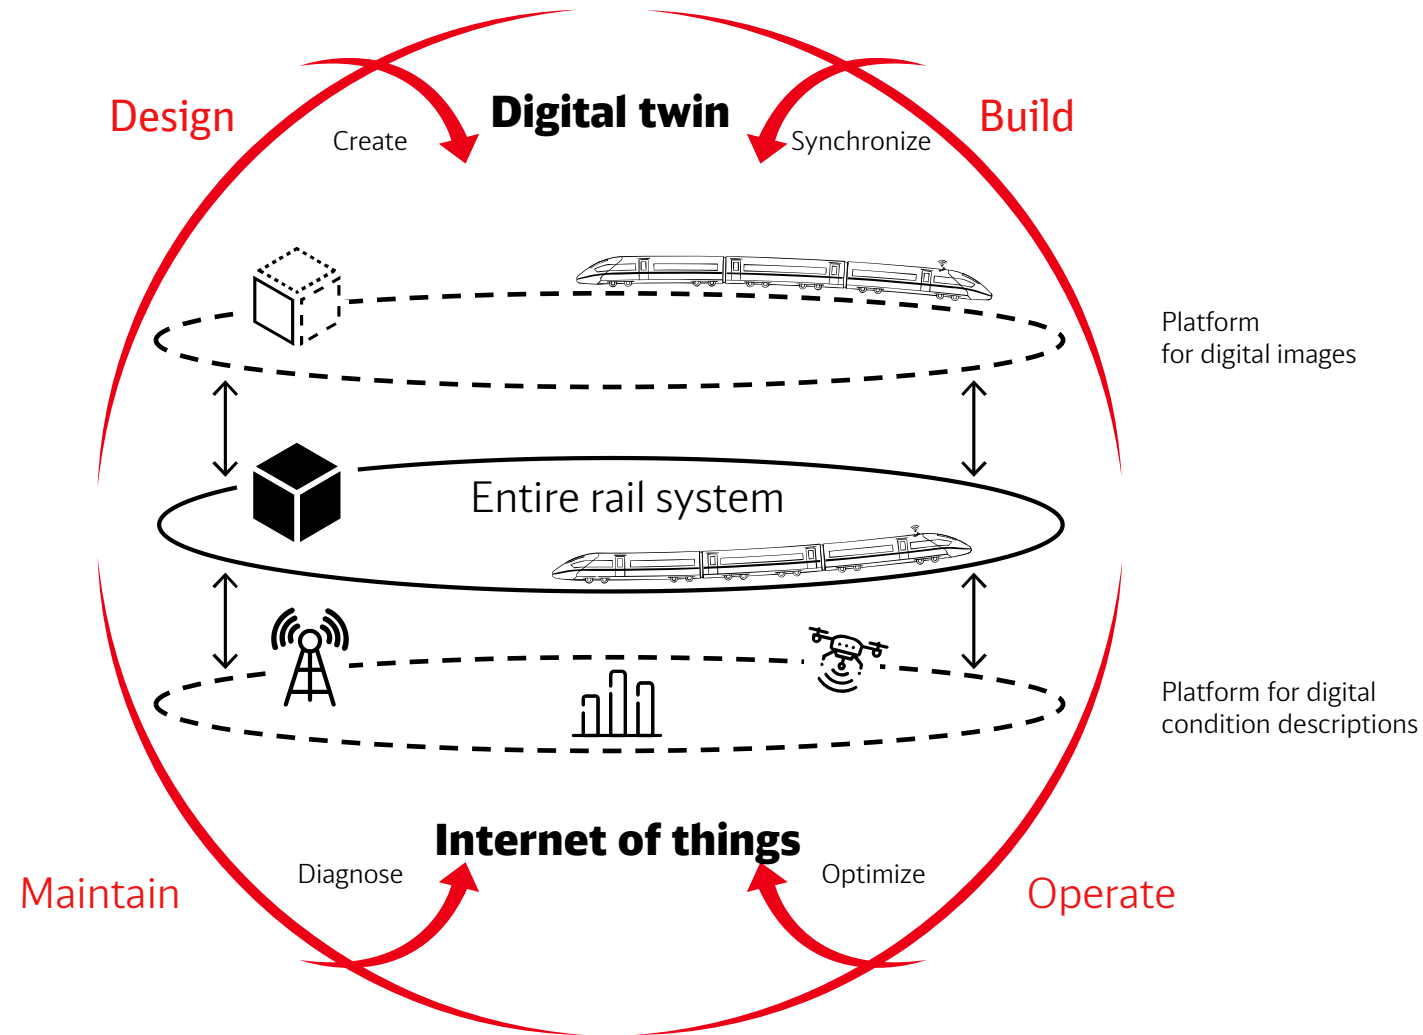 Digital twin
Design
Build
Create
Synchronize
Platform
for digital images
Entire rail system
Platform for digital
condition descriptions
Internet of things
Diagnose
Optimize
Maintain
Operate